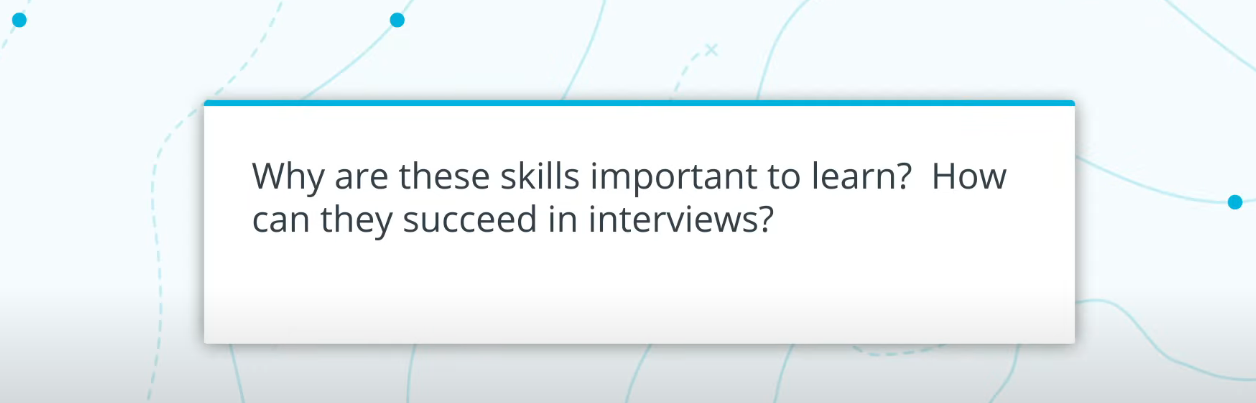 Why are these skills important to learn?  How
can they succeed in interviews?